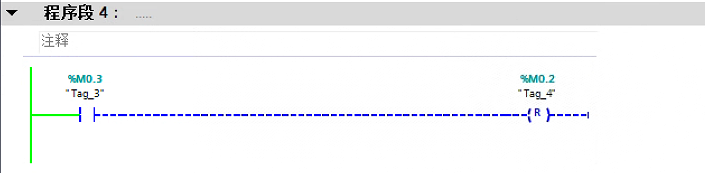 程序段 4： .....
注释
%M0.3 %M0.2
"Tag_3" "Tag_4"
R